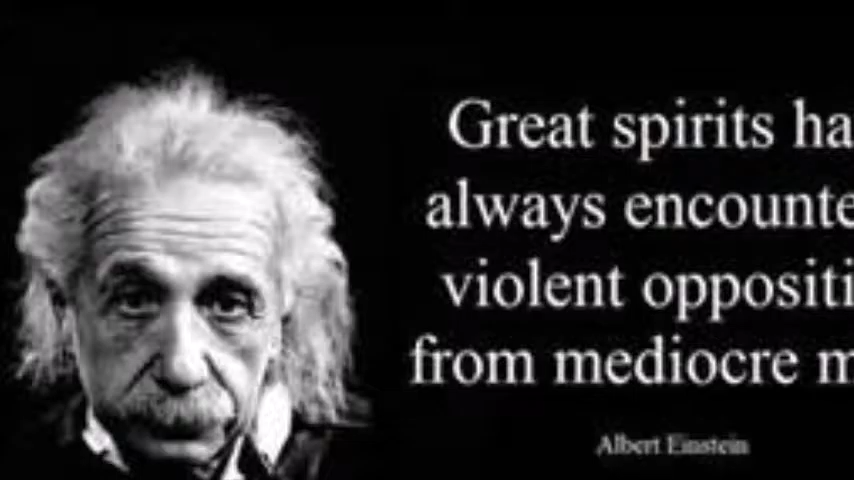 Great spirits ha
always encounte
violent oppositi
from mediocre m
Albert Einstein